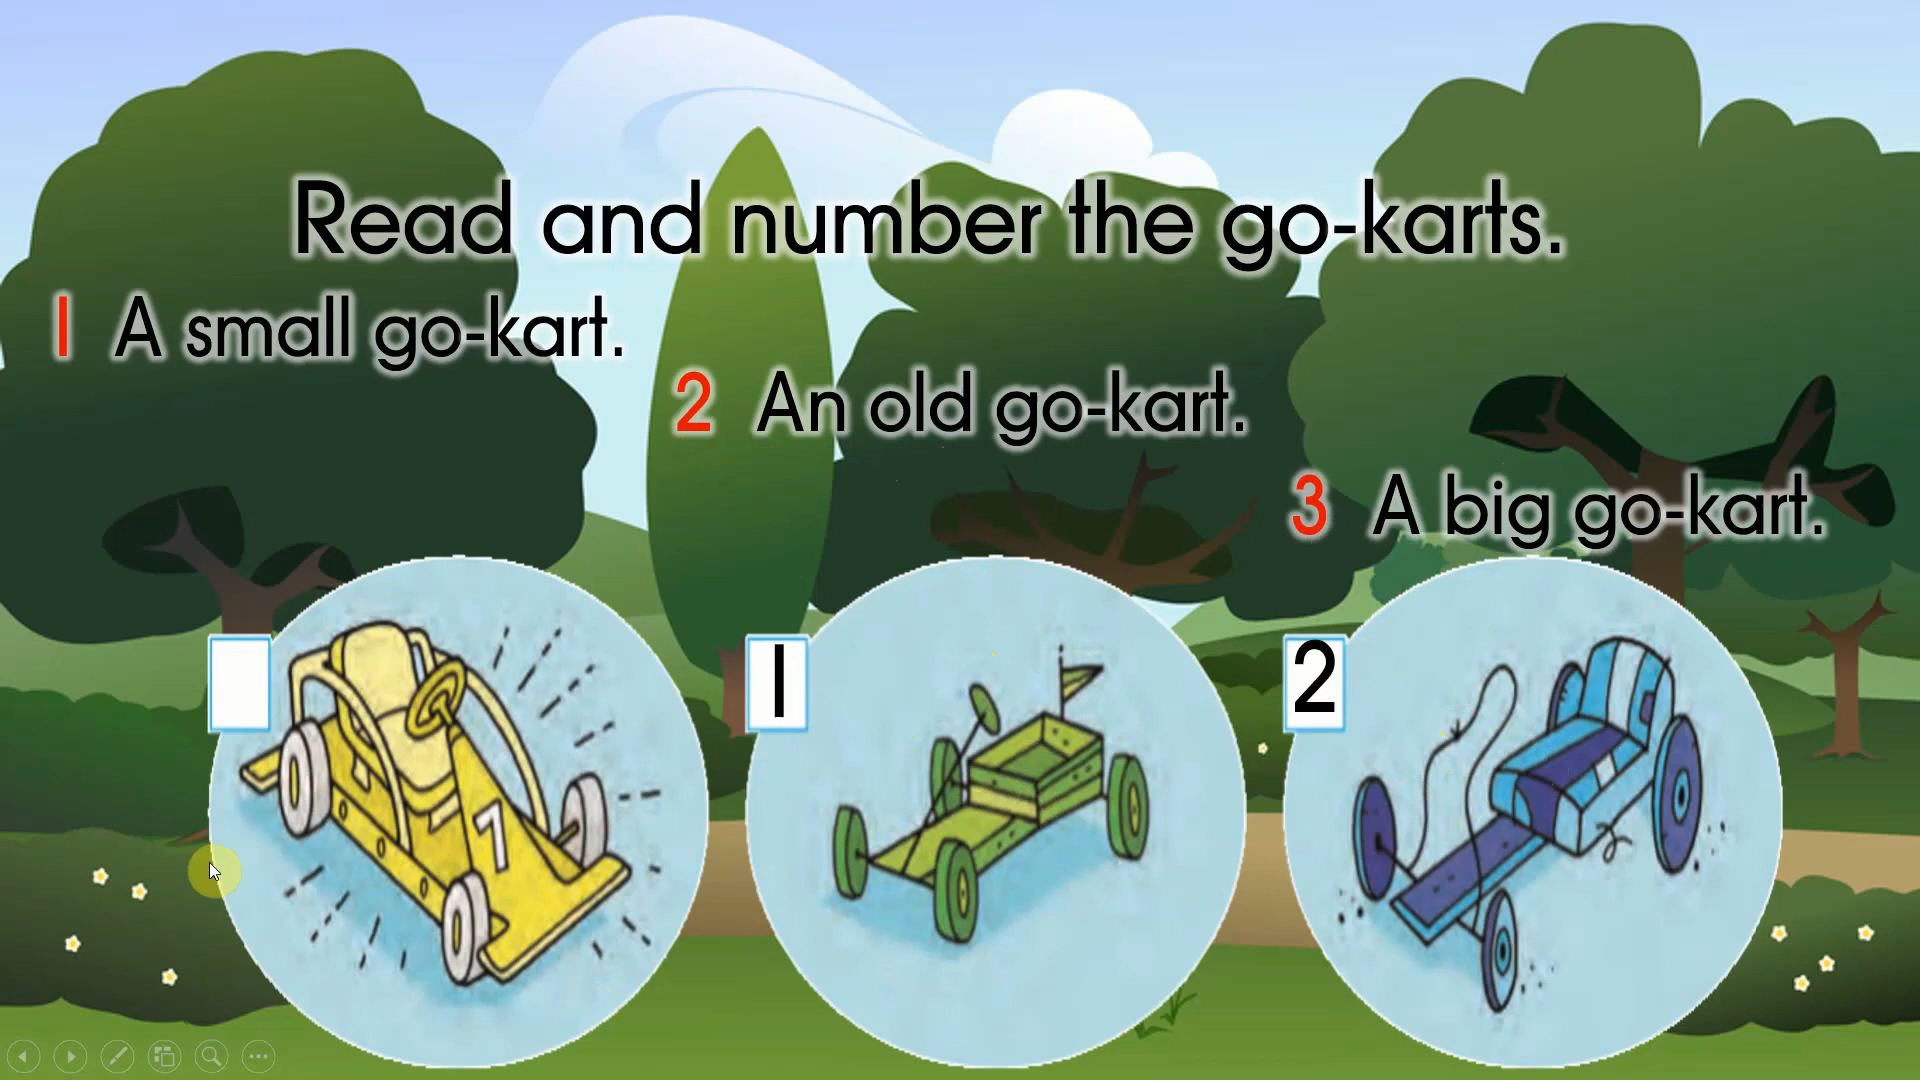 Read and number the go-karts.
1 A small go-kart.
2 An old go-kart.
3 A big go-kart.
1
2
7